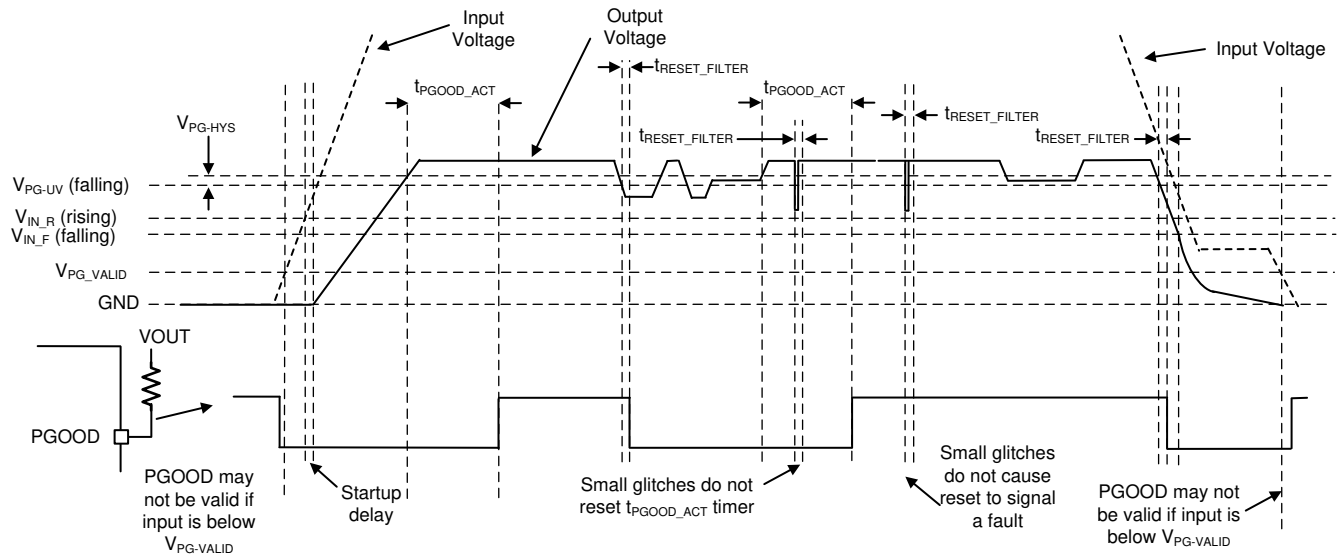 Input
Voltage
Output
Voltage
Input Voltage
tRESET_FILTER
tPGOOD_ACT
tPGOOD_ACT
tRESET_FILTER
tRESET_FILTER
tRESET_FILTER
VPG-HYS
VPG-UV (falling)
VIN_R (rising)
VIN_F (falling)
VPG_VALID
GND
VOUT
PGOOD
PGOOD may
not be valid if
input is below
VPG-VALID
Startup
delay
Small glitches do not
reset tPGOOD_ACT timer
Small glitches
do not cause
reset to signal
a fault
PGOOD may not
be valid if input is
below VPG-VALID